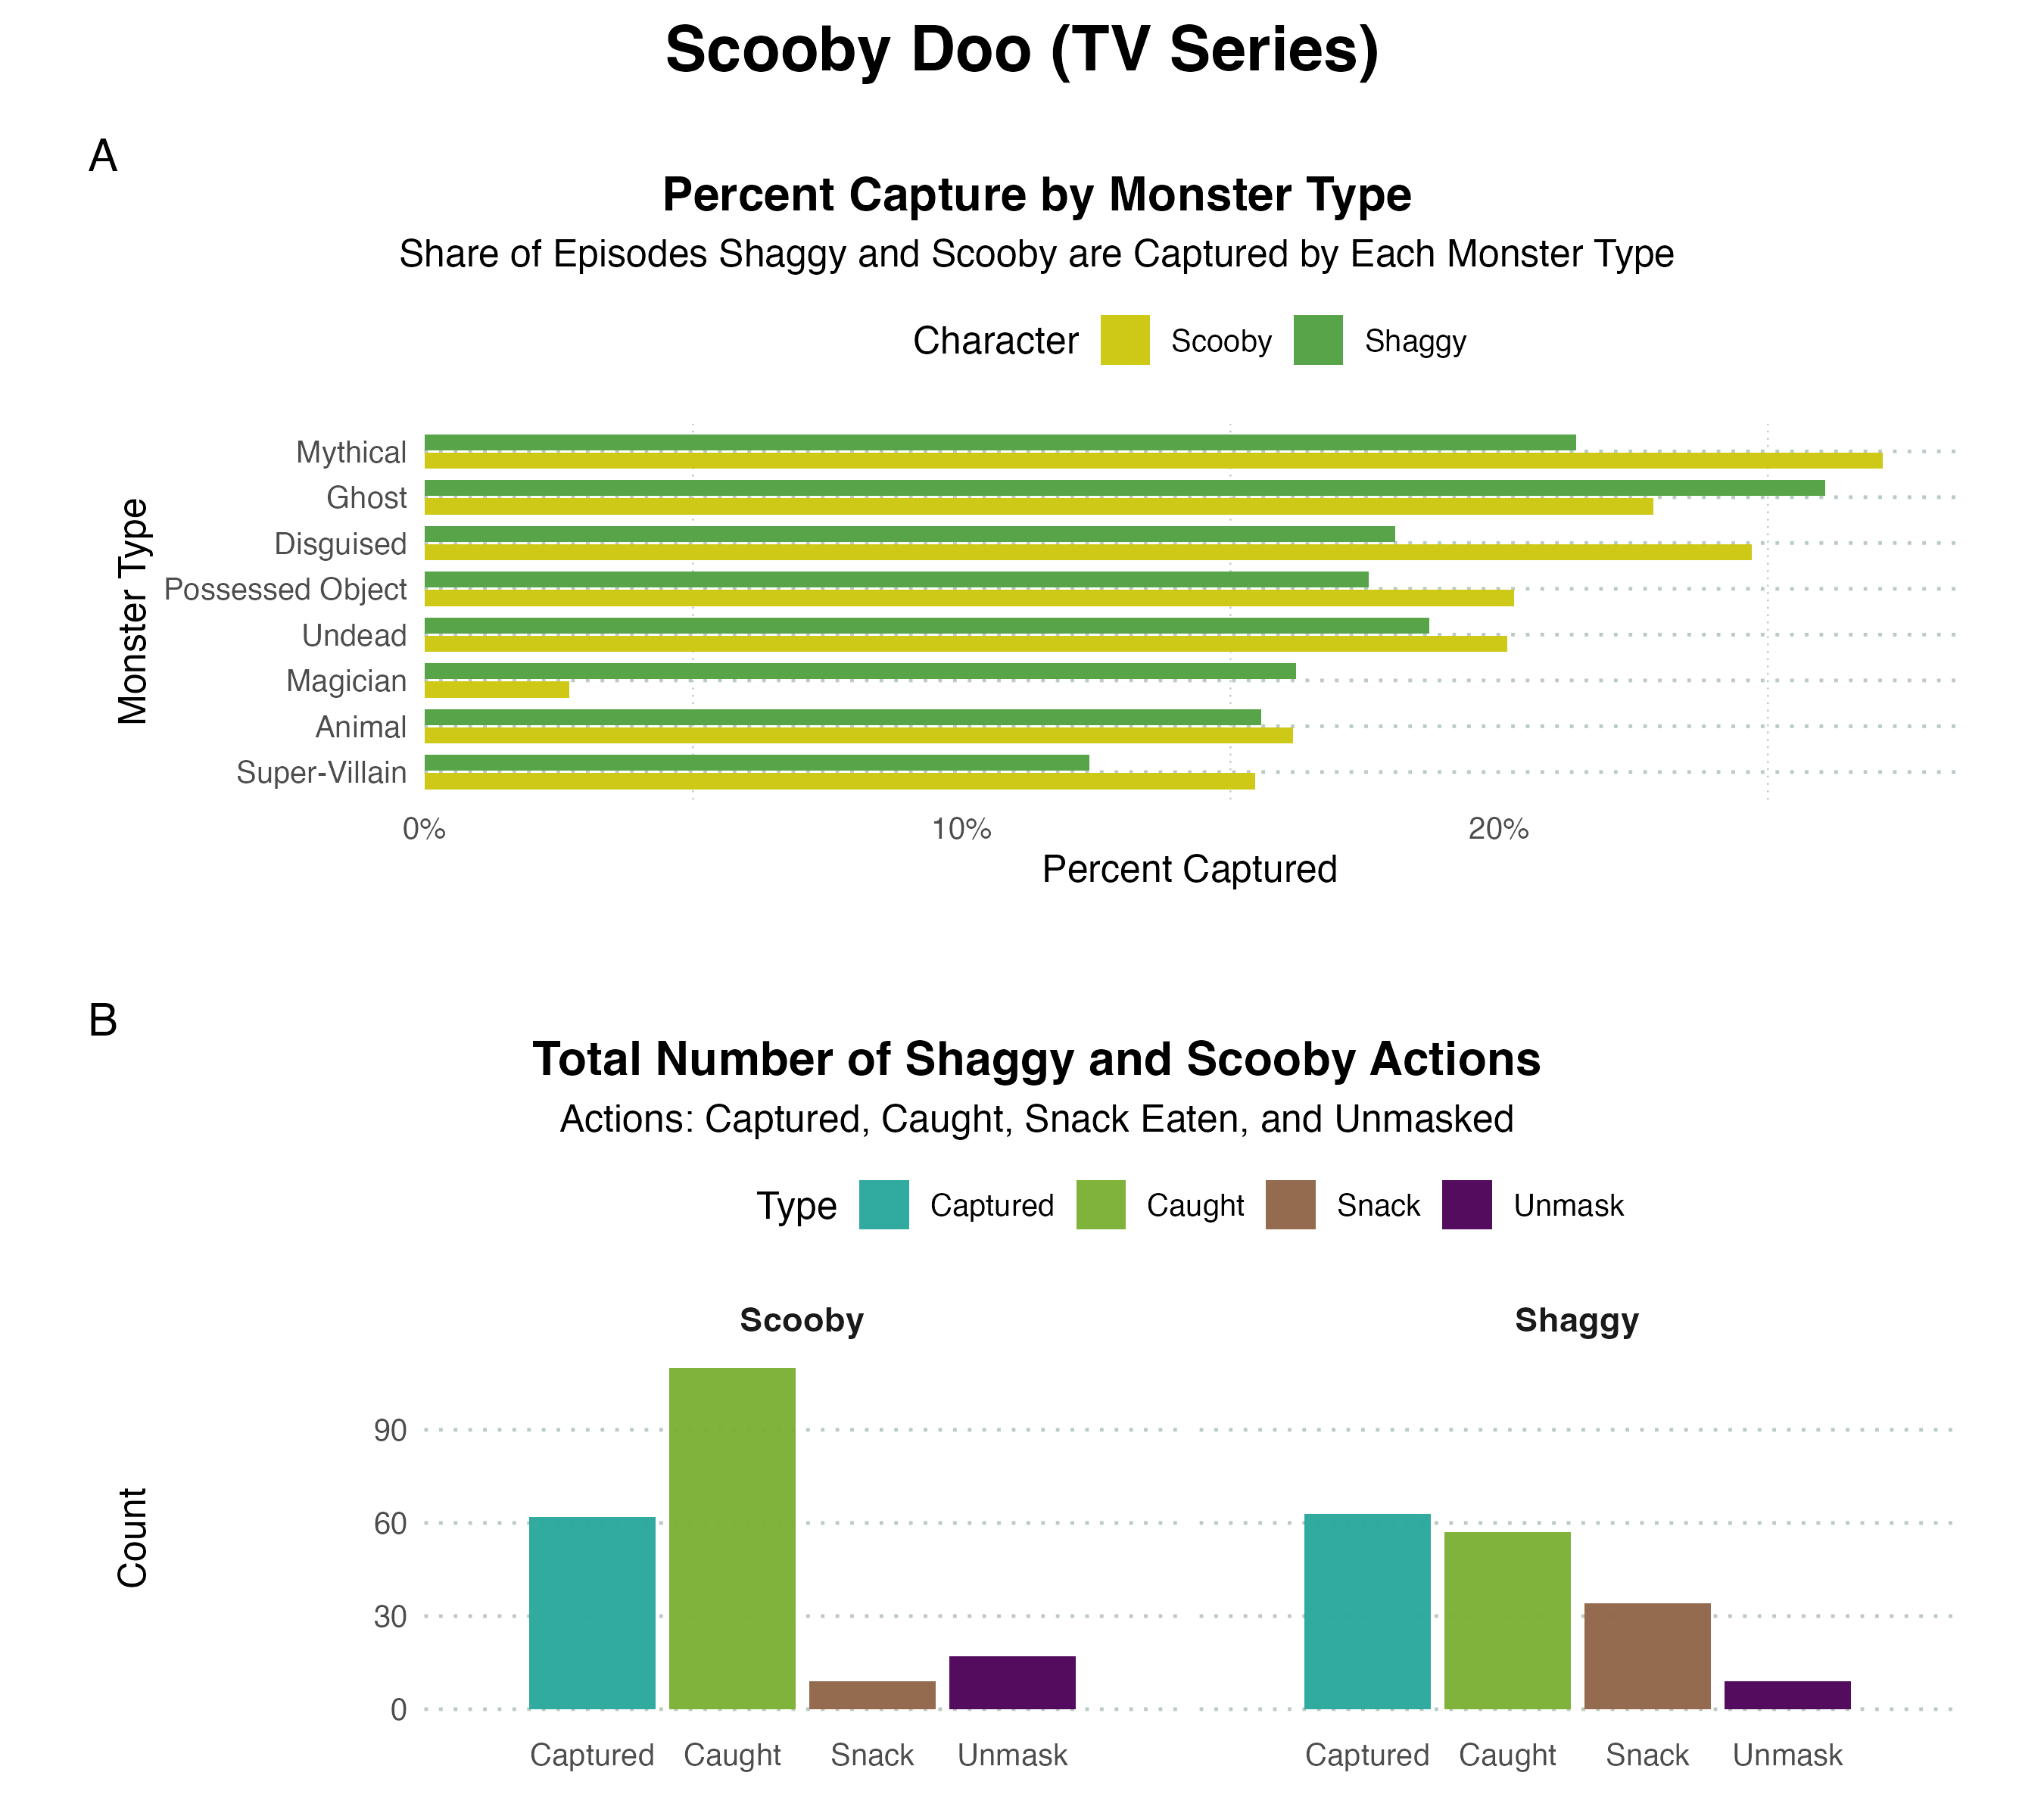 Scooby Doo (TV Series)
A
Percent Capture by Monster Type
Share of Episodes Shaggy and Scooby are Captured by Each Monster Type
Character Scooby Shaggy
Monster Type
Mythical
Ghost
Disguised
Possessed Object
Undead
Magician
Animal
Super-Villain
0% 10% 20%
Percent Captured
B
Total Number of Shaggy and Scooby Actions
Actions: Captured, Caught, Snack Eaten, and Unmasked
Type Captured Caught Snack Unmask
Scooby Shaggy
Count
90
60
30
0
Captured Caught Snack Unmask Captured Caught Snack Unmask